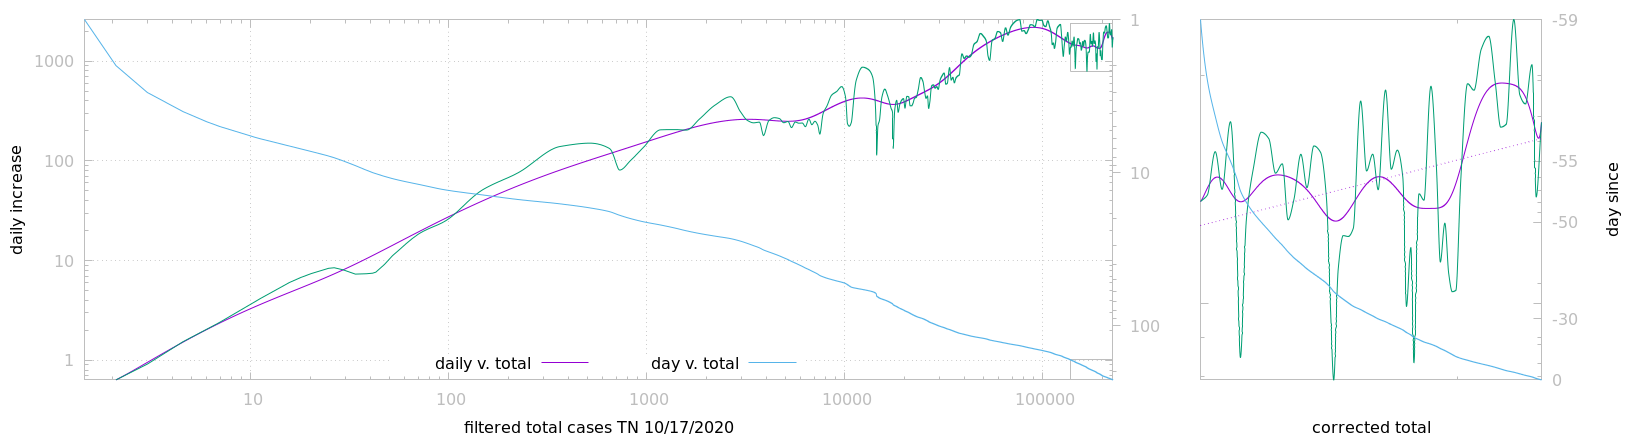 1 -59
1000
100 -55
10
daily increase
day since
-50
10
-30
100
1
daily v. total day v. total
0
10 100 1000 10000 100000
filtered total cases TN 10/17/2020 corrected total